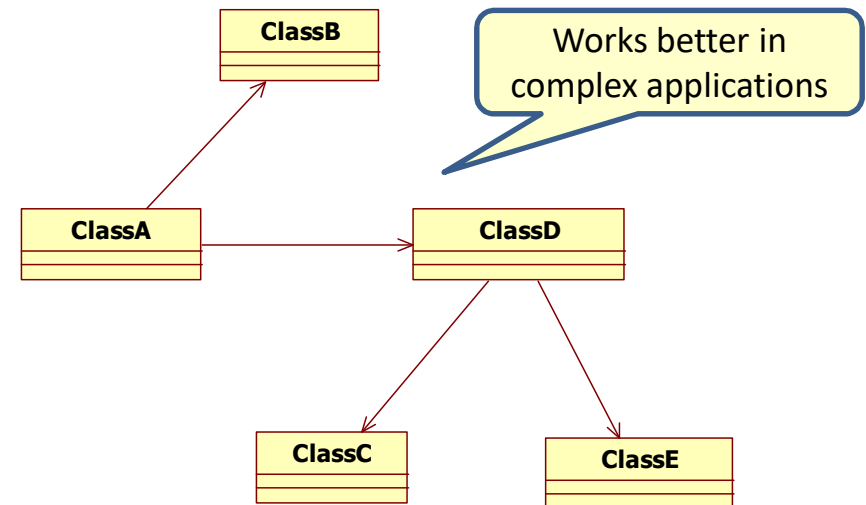 ClassB
Works better in
complex applications
ClassA
ClassD
ClassC
ClassE